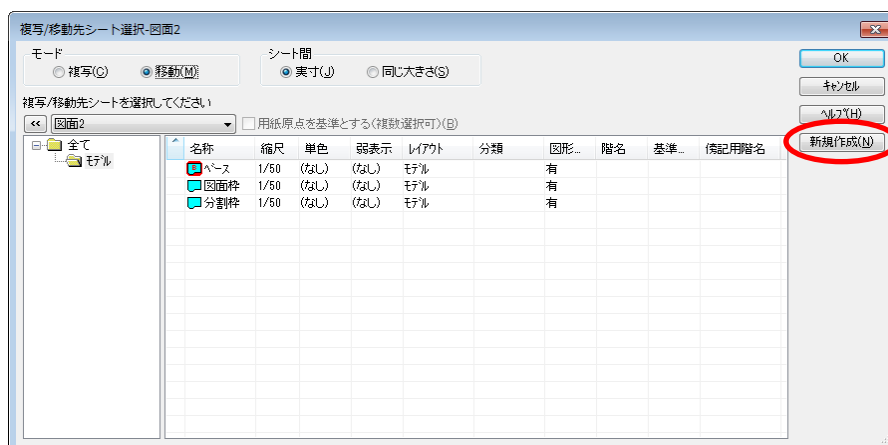 複写/移動先シート選択-図面2
モード
複写(C)
移動(M)
シート間
実寸(J)
同じ大きさ(S)
OK
ｷｬﾝｾﾙ
ﾍﾙﾌﾟ(H)
新規作成(N)
複写/移動先シートを選択してください
<< 図面2
用紙原点を基準とする(複数選択可)(B)
全て
ﾓﾃﾞﾙ
名称 縮尺 単色 弱表示 ﾚｲｱｳﾄ 分類 図形... 階名 基準... 傍記用階名
ﾍﾞｰｽ 1/50 (なし) (なし) ﾓﾃﾞﾙ 有
図面枠 1/50 (なし) (なし) ﾓﾃﾞﾙ 有
分割枠 1/50 (なし) (なし) ﾓﾃﾞﾙ 有